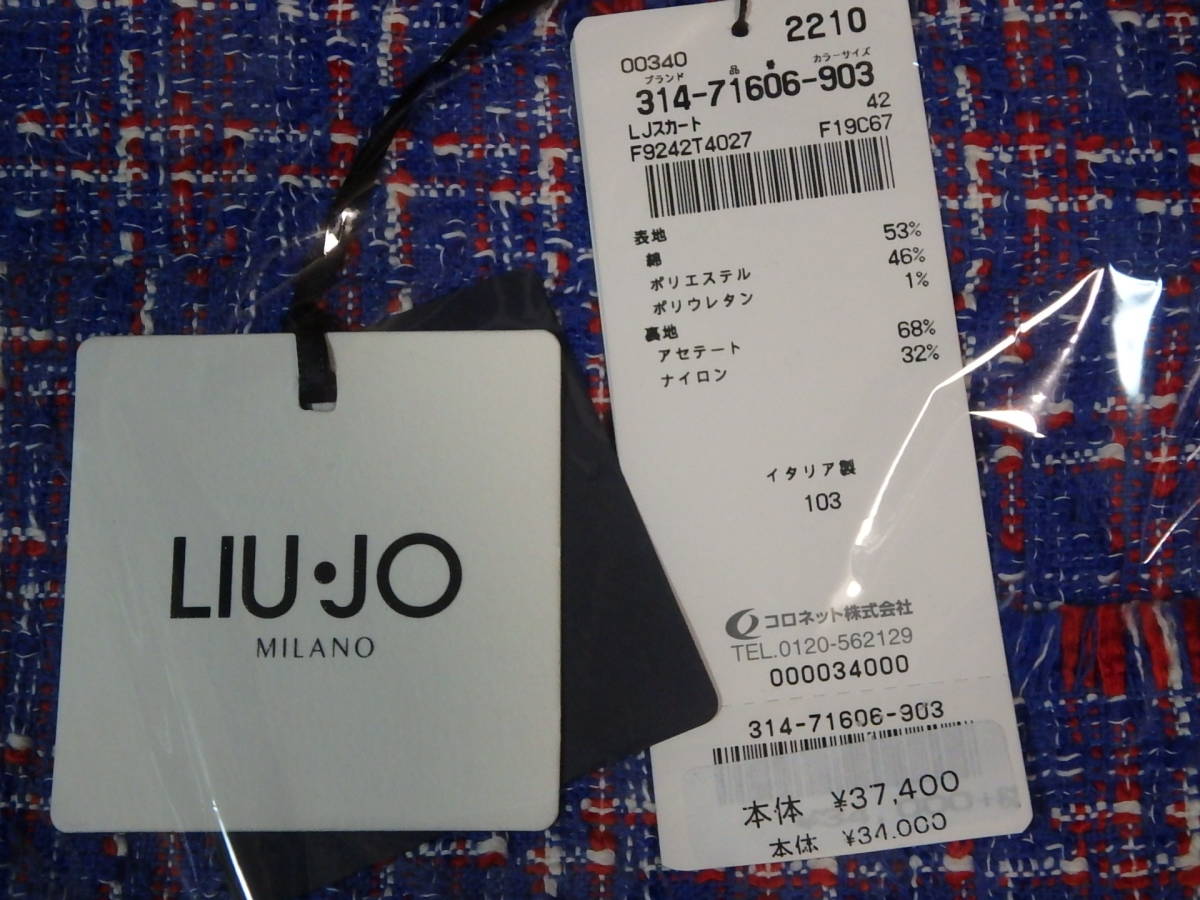 LIU•JO
MILANO
2210
00340
ブランド 品番 カラーサイズ
314-71606-903
LJスカート 42
F9242T4027 F19C67
表地 53%
綿 46%
ポリエステル 1%
ポリウレタン
裏地 68%
アセテート 32%
ナイロン
イタリア製
103
コロネット株式会社
TEL.0120-562129
000034000
314-71606-903
本体 ¥37,400
本体 ¥34,000